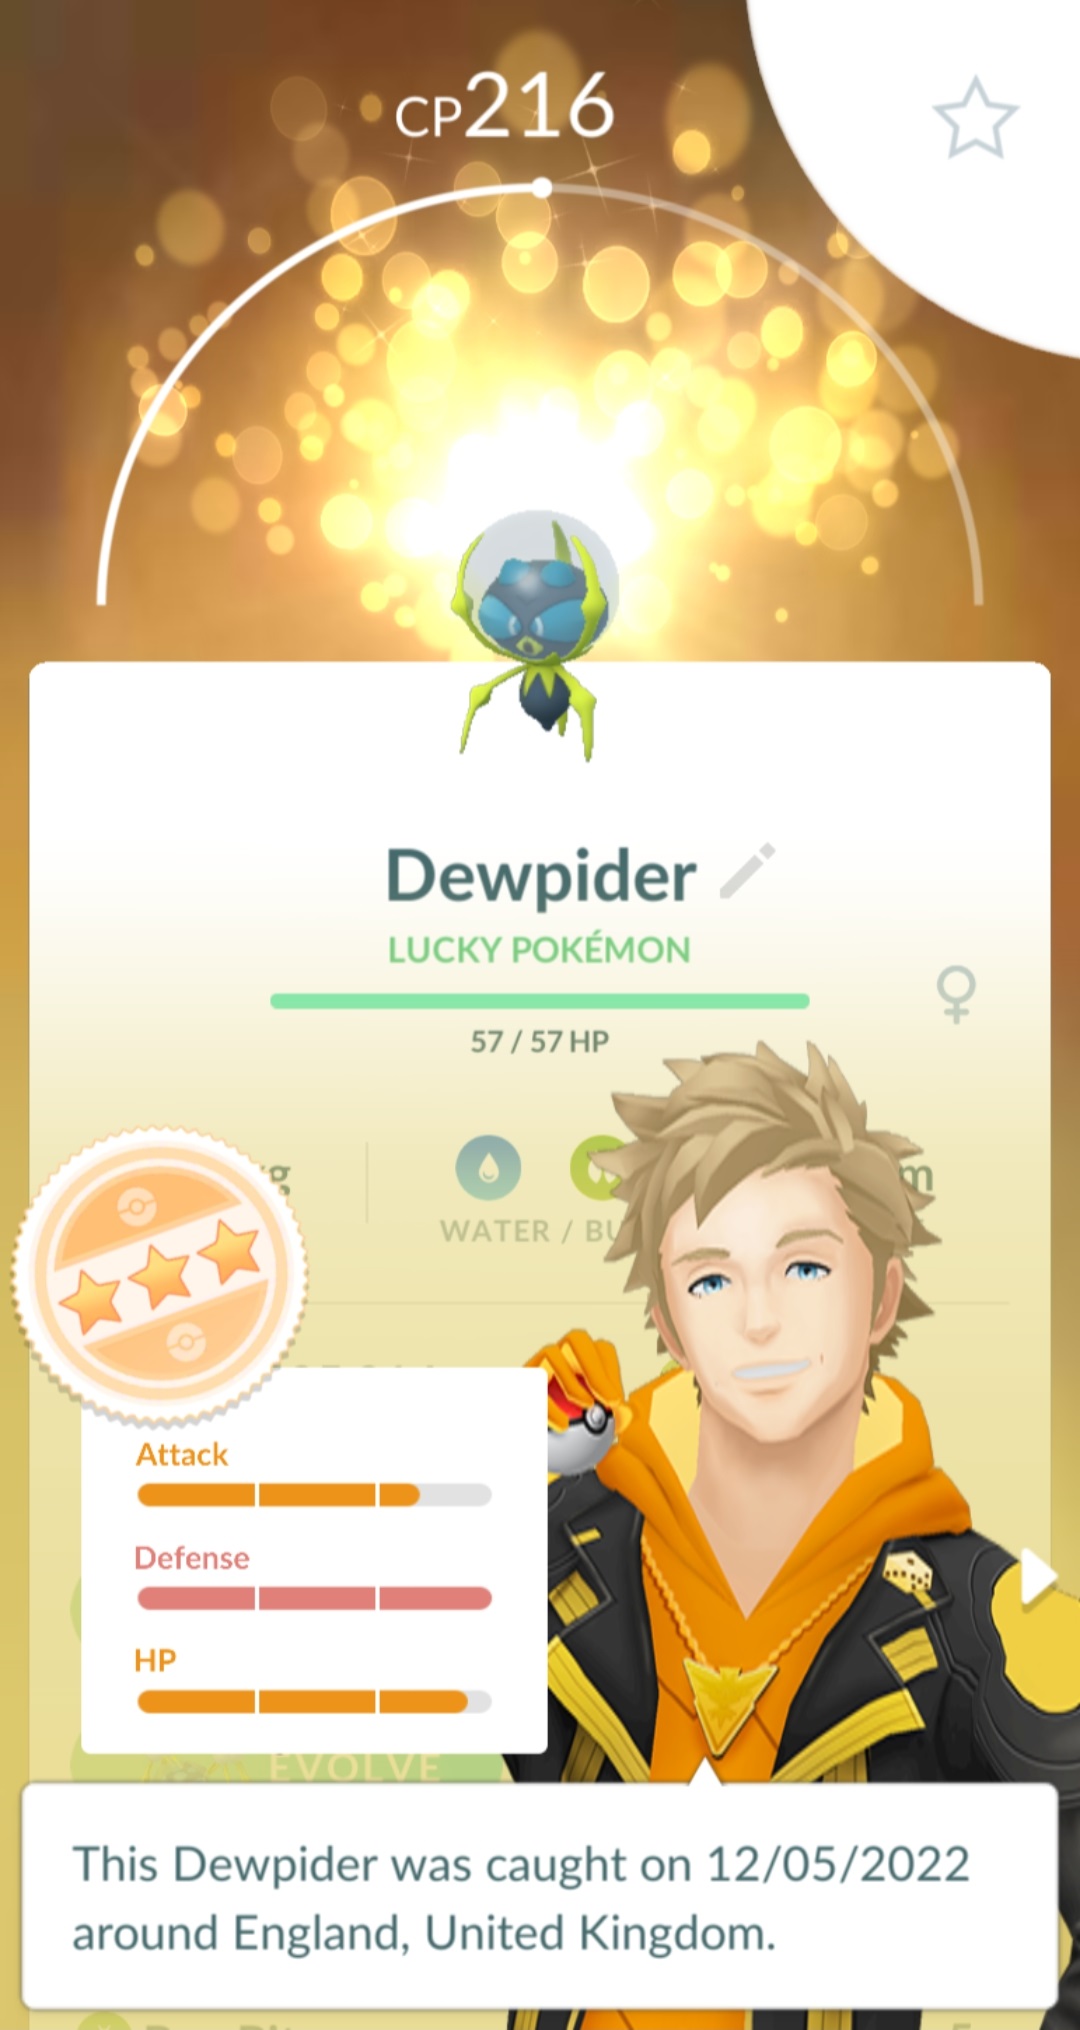 CP216
Dewpider
LUCKY POKÉMON
57 / 57 HP
WATER /
Attack
Defense
HP
EVOLVE
This Dewpider was caught on 12/05/2022
around England, United Kingdom.